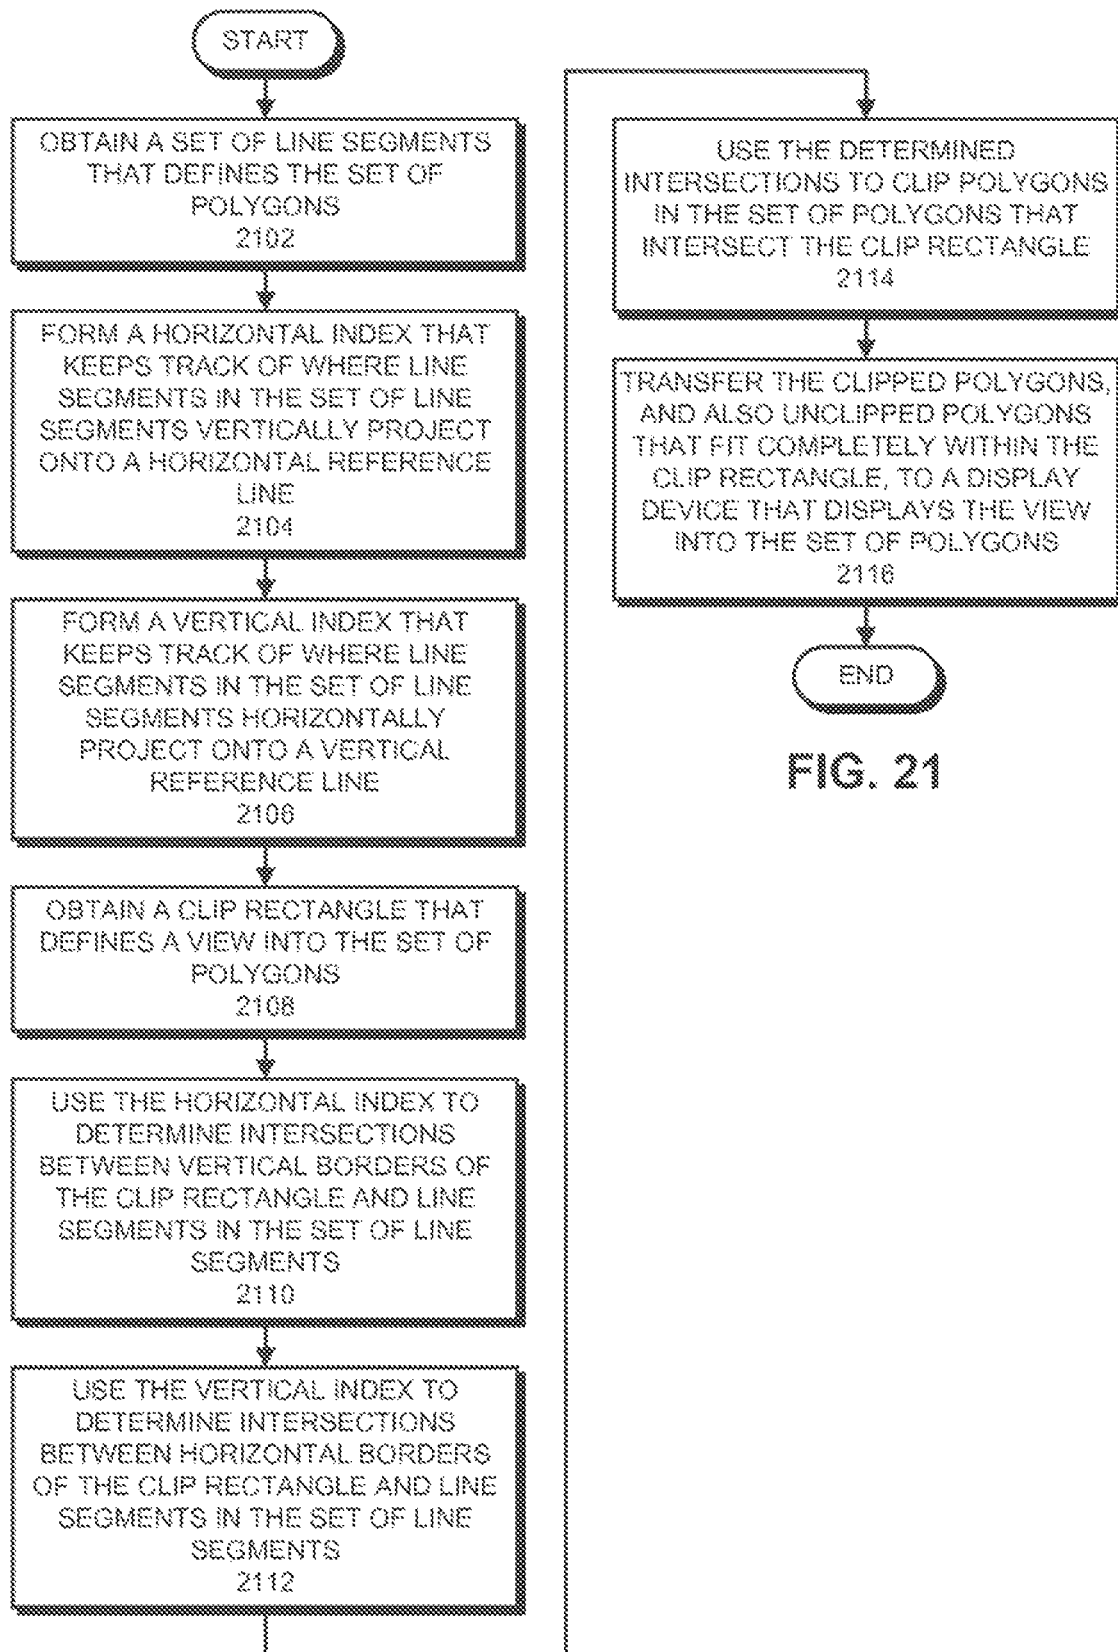 START
OBTAIN A SET OF LINE SEGMENTS
THAT DEFINES THE SET OF
POLYGONS
2102
FORM A HORIZONTAL INDEX THAT
KEEPS TRACK OF WHERE LINE
SEGMENTS IN THE SET OF LINE
SEGMENTS VERTICALLY PROJECT
ONTO A HORIZONTAL REFERENCE
LINE
2104
FORM A VERTICAL INDEX THAT
KEEPS TRACK OF WHERE LINE
SEGMENTS IN THE SET OF LINE
SEGMENTS HORIZONTALLY
PROJECT ONTO A VERTICAL
REFERENCE LINE
2106
OBTAIN A CLIP RECTANGLE THAT
DEFINES A VIEW INTO THE SET OF
POLYGONS
2108
USE THE HORIZONTAL INDEX TO
DETERMINE INTERSECTIONS
BETWEEN VERTICAL BORDERS OF
THE CLIP RECTANGLE AND LINE
SEGMENTS IN THE SET OF LINE
SEGMENTS
2110
USE THE VERTICAL INDEX TO
DETERMINE INTERSECTIONS
BETWEEN HORIZONTAL BORDERS
OF THE CLIP RECTANGLE AND LINE
SEGMENTS IN THE SET OF LINE
SEGMENTS
2112
USE THE DETERMINED
INTERSECTIONS TO CLIP POLYGONS
IN THE SET OF POLYGONS THAT
INTERSECT THE CLIP RECTANGLE
2114
TRANSFER THE CLIPPED POLYGONS,
AND ALSO UNCLIPPED POLYGONS
THAT FIT COMPLETELY WITHIN THE
CLIP RECTANGLE, TO A DISPLAY
DEVICE THAT DISPLAYS THE VIEW
INTO THE SET OF POLYGONS
2116
END
FIG. 21